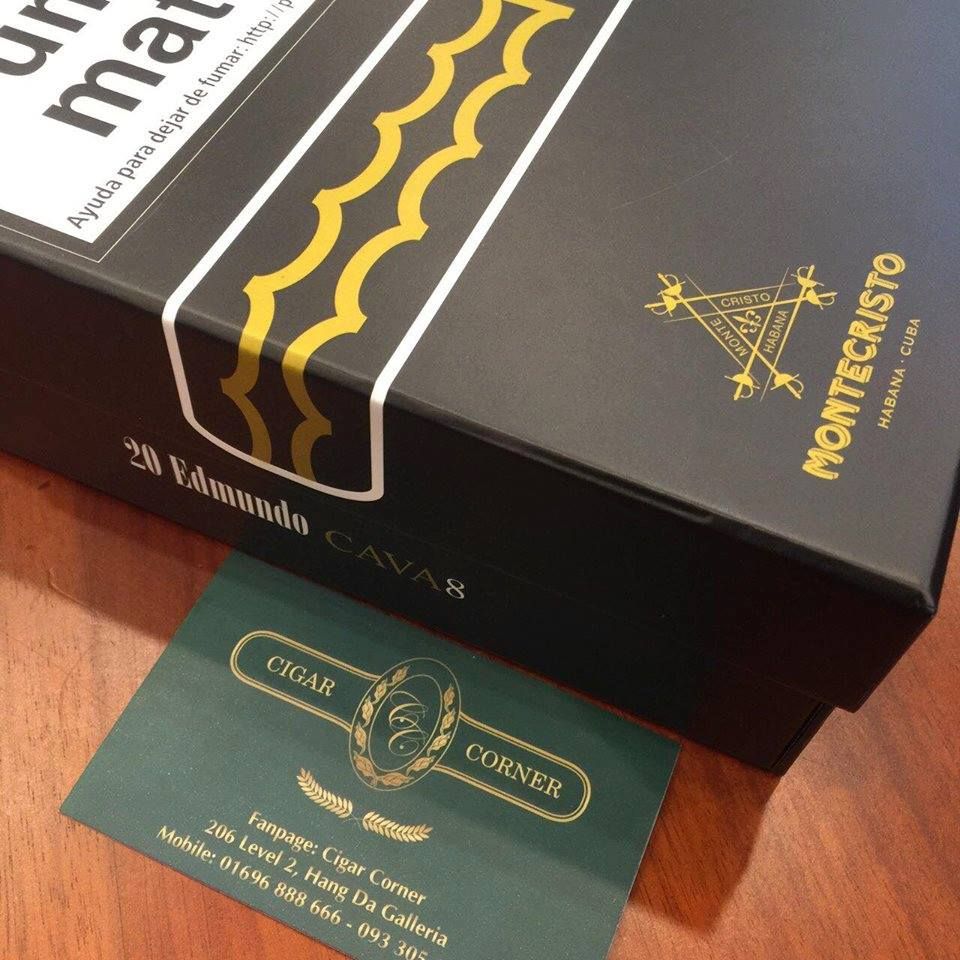 mat
Ayuda para dejar de fumar: http://p
MONTE CRISTO HABANA
MONTECRISTO
HABANA · CUBA
20 Edmundo CAVA8
CIGAR CORNER
CC
Fanpage: Cigar Corner
206 Level 2, Hang Da Galleria
Mobile: 01696 888 666 - 093 305